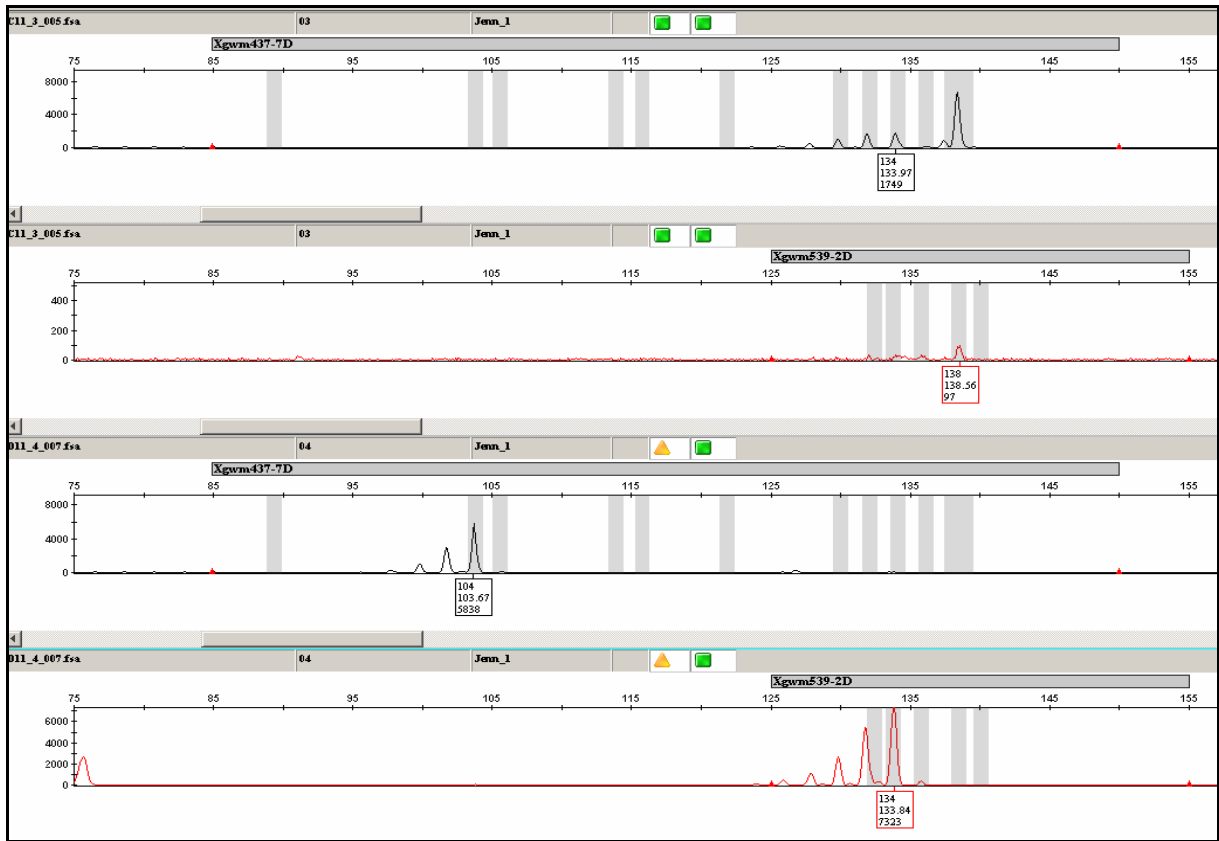 C11_3_005.fsa 03 Jenn_1
Xgwm437-7D
75 85 95 105 115 125 135 145 155
8000
4000
0
134
133.97
1749
C11_3_005.fsa 03 Jenn_1
Xgwm539-2D
75 85 95 105 115 125 135 145 155
400
200
0
138
138.56
97
D11_4_007.fsa 04 Jenn_1
Xgwm437-7D
75 85 95 105 115 125 135 145 155
8000
4000
0
104
103.67
5838
D11_4_007.fsa 04 Jenn_1
Xgwm539-2D
75 85 95 105 115 125 135 145 155
6000
4000
2000
0
134
133.84
7323